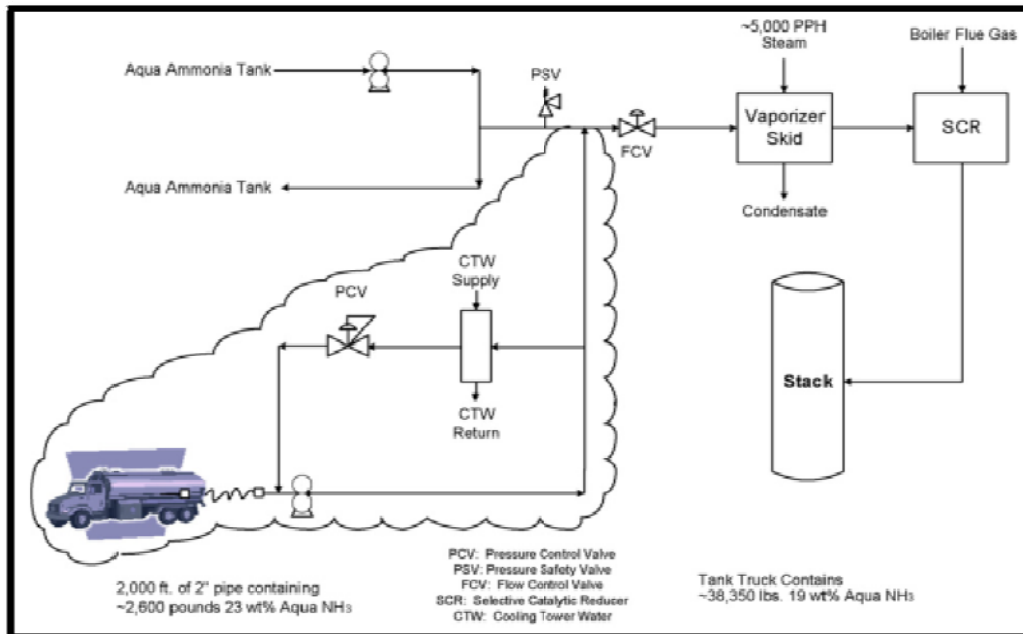 ~5,000 PPH
Steam
Boiler Flue Gas
Aqua Ammonia Tank
PSV
Vaporizer
Skid
SCR
FCV
Aqua Ammonia Tank
Condensate
CTW
Supply
PCV
Stack
CTW
Return
PCV: Pressure Control Valve
PSV: Pressure Safety Valve
FCV: Flow Control Valve
SCR: Selective Catalytic Reducer
CTW: Cooling Tower Water
2,000 ft. of 2" pipe containing
~2,600 pounds 23 wt% Aqua NH₃
Tank Truck Contains
~38,350 lbs. 19 wt% Aqua NH₃